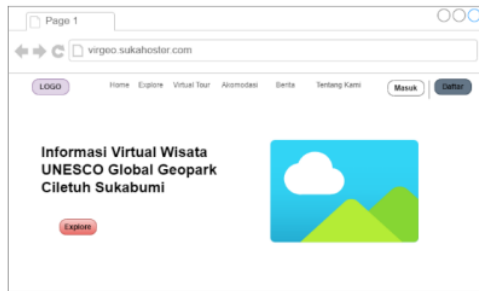 Page 1
virgeo.sukahoster.com
LOGO Home Explore Virtual Tour Akomodasi Berita Tentang Kami Masuk Daftar
Informasi Virtual Wisata
UNESCO Global Geopark
Ciletuh Sukabumi
Explore